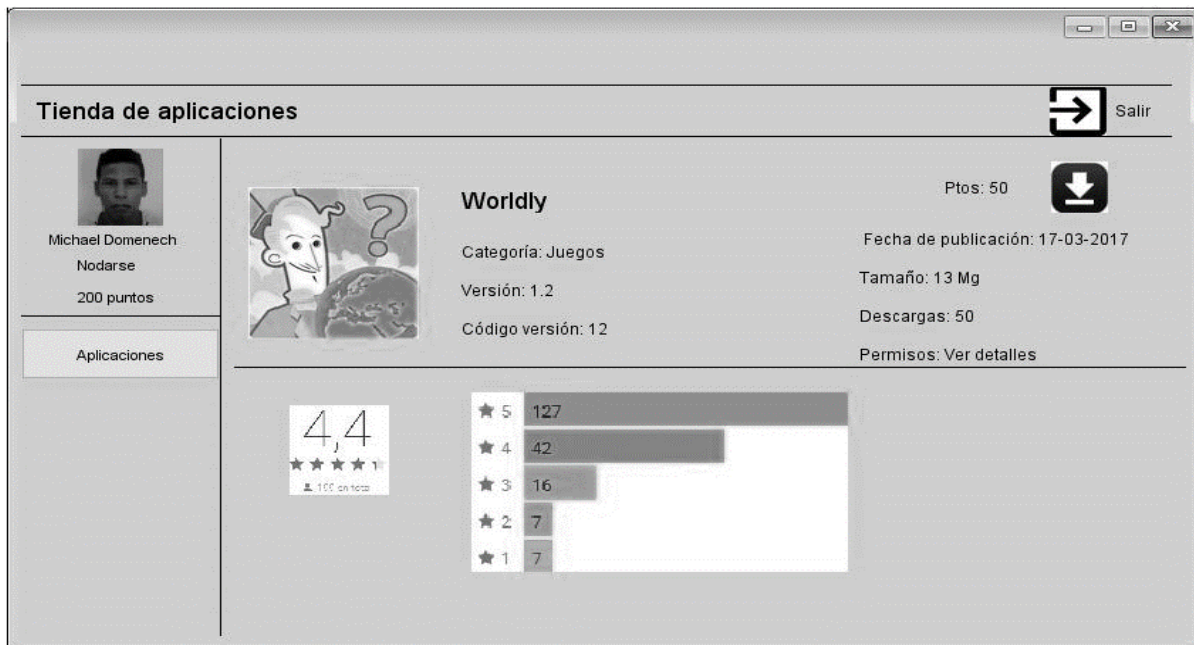 Tienda de aplicaciones
Salir
Michael Domenech
Nodarse
200 puntos
Aplicaciones
?
Worldly
Categoría: Juegos
Versión: 1.2
Código versión: 12
Ptos: 50
Fecha de publicación: 17-03-2017
Tamaño: 13 Mg
Descargas: 50
Permisos: Ver detalles
4,4
5 127
4 42
3 16
2 7
1 7